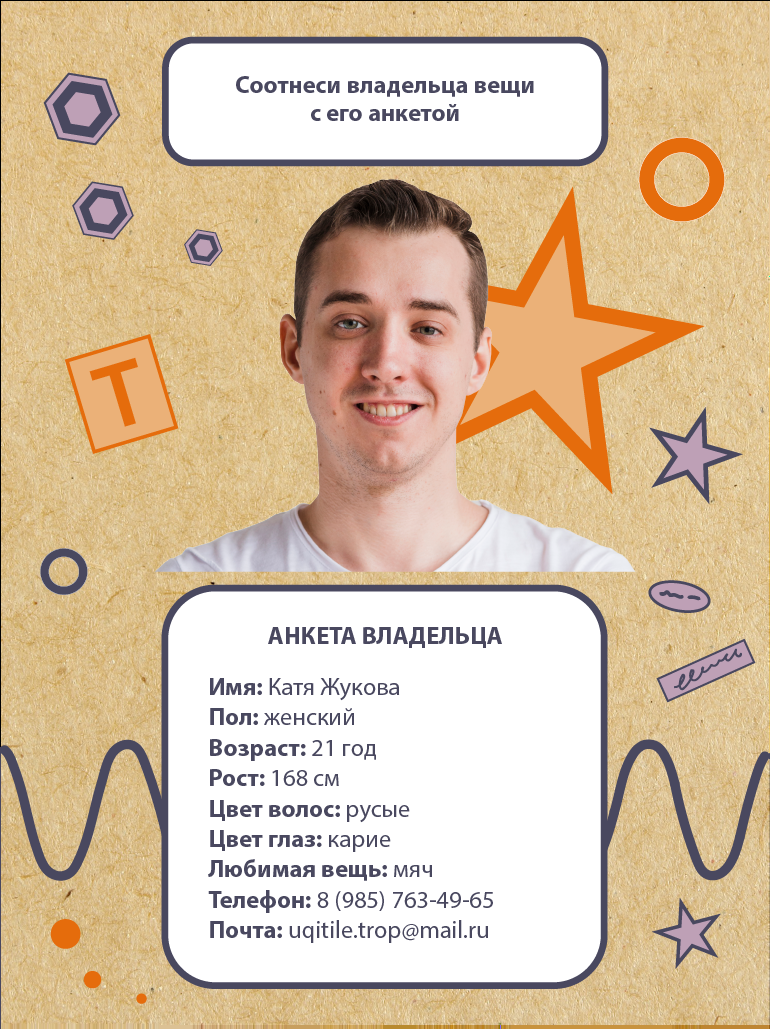 Соотнеси владельца вещи
с его анкетой
Т
АНКЕТА ВЛАДЕЛЬЦА
Имя: Катя Жукова
Пол: женский
Возраст: 21 год
Рост: 168 см
Цвет волос: русые
Цвет глаз: карие
Любимая вещь: мяч
Телефон: 8 (985) 763-49-65
Почта: uqitile.trop@mail.ru